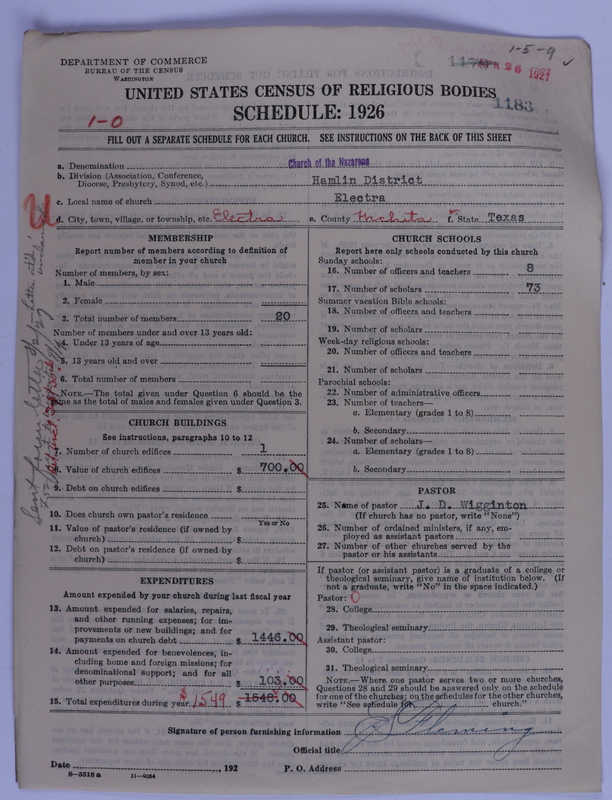 1-5-9 ✓
DEPARTMENT OF COMMERCE
BUREAU OF THE CENSUS
WASHINGTON
APR 26 1927
UNITED STATES CENSUS OF RELIGIOUS BODIES
1183
SCHEDULE: 1926
1-0
FILL OUT A SEPARATE SCHEDULE FOR EACH CHURCH. SEE INSTRUCTIONS ON THE BACK OF THIS SHEET
a. Denomination Church of the Nazarene
b. Division (Association, Conference, Diocese, Presbytery, Synod, etc.) Hamlin District
c. Local name of church Electra
d. City, town, village, or township, etc. Electra e. County Wichita f. State Texas
MEMBERSHIP
Report number of members according to definition of
member in your church
Number of members, by sex:
1. Male
2. Female
3. Total number of members 20
Number of members under and over 13 years old:
4. Under 13 years of age
5. 13 years old and over
6. Total number of members
NOTE.—The total given under Question 6 should be the
same as the total of males and females given under Question 3.
CHURCH BUILDINGS
See instructions, paragraphs 10 to 12
7. Number of church edifices 1
8. Value of church edifices $ 700.00
9. Debt on church edifices $
10. Does church own pastor's residence
Yes or No
11. Value of pastor's residence (if owned by
church) $
12. Debt on pastor's residence (if owned by
church) $
EXPENDITURES
Amount expended by your church during last fiscal year
13. Amount expended for salaries, repairs,
and other running expenses; for im-
provements or new buildings; and for
payments on church debt $ 1446.00
14. Amount expended for benevolences, in-
cluding home and foreign missions; for
denominational support; and for all
other purposes $ 103.00
15. Total expenditures during year $1549 $ 1548.00
CHURCH SCHOOLS
Report here only schools conducted by this church
Sunday schools:
16. Number of officers and teachers 8
17. Number of scholars 73
Summer vacation Bible schools:
18. Number of officers and teachers
19. Number of scholars
Week-day religious schools:
20. Number of officers and teachers
21. Number of scholars
Parochial schools:
22. Number of administrative officers
23. Number of teachers—
a. Elementary (grades 1 to 8)
b. Secondary
24. Number of scholars—
a. Elementary (grades 1 to 8)
b. Secondary
PASTOR
25. Name of pastor J. D. Wigginton
(If church has no pastor, write "None")
26. Number of ordained ministers, if any, em-
ployed as assistant pastors
27. Number of other churches served by the
pastor or his assistants
If pastor (or assistant pastor) is a graduate of a college or
theological seminary, give name of institution below. (If
not a graduate, write "No" in the space indicated.)
Pastor: 0
28. College
29. Theological seminary
Assistant pastor:
30. College
31. Theological seminary
NOTE.—Where one pastor serves two or more churches,
Questions 28 and 29 should be answered only on the schedule
for one of the churches; on the schedules for the other churches,
write "See schedule for church."
Signature of person furnishing information Fleming
Official title
Date , 192 P. O. Address
8-5518a 11-9054